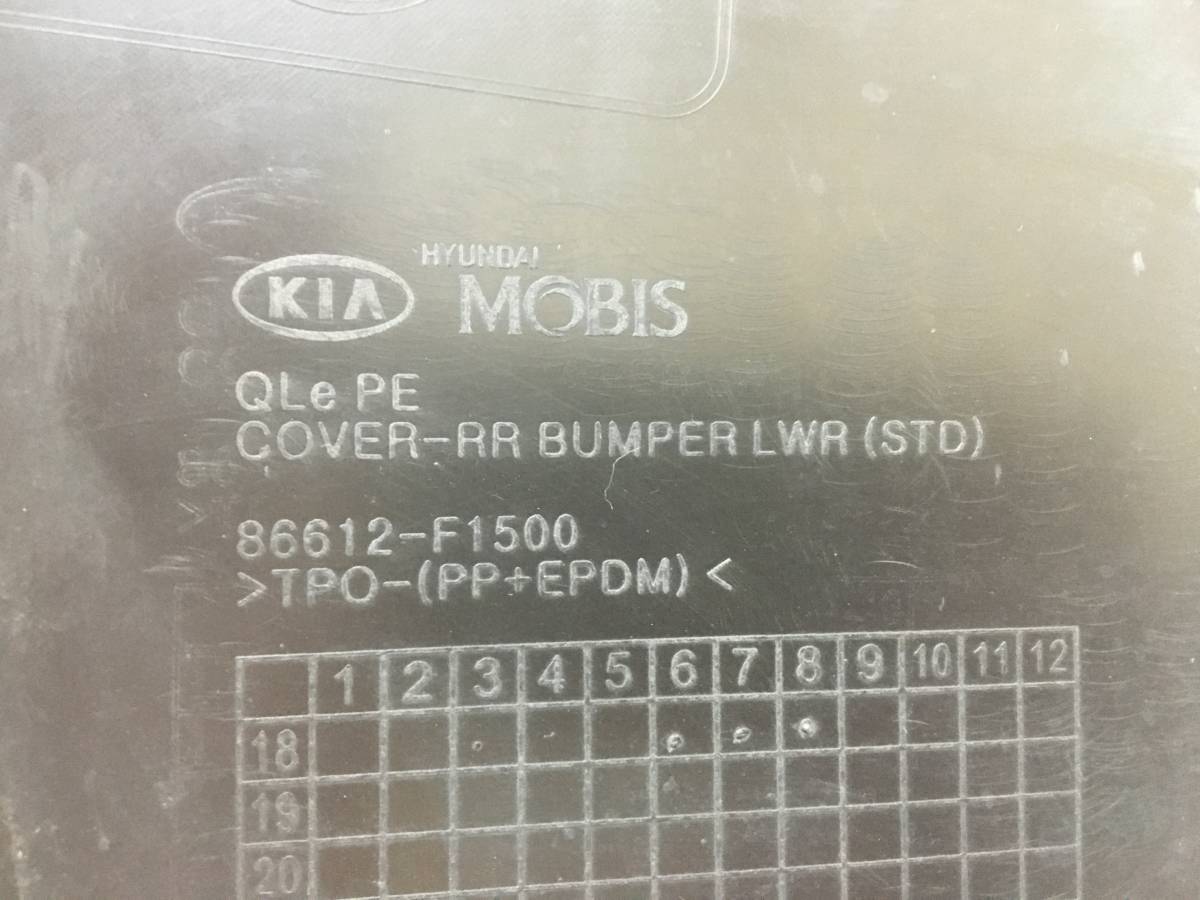 KIA HYUNDAI MOBIS
QLe PE
COVER-RR BUMPER LWR (STD)
86612-F1500
>TPO-(PP+EPDM)<
1 2 3 4 5 6 7 8 9 10 11 12
18
19
20